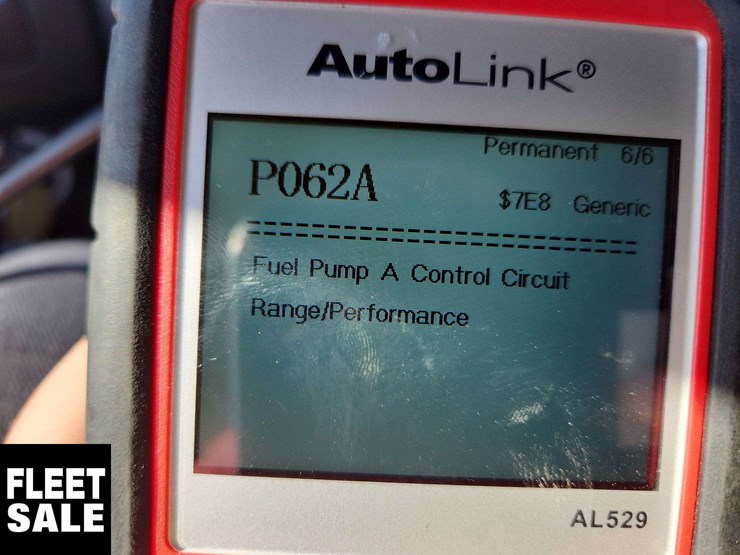 AutoLink®
Permanent 6/6
P062A
$7E8 Generic
====================================
Fuel Pump A Control Circuit
Range/Performance
AL529
FLEET
SALE